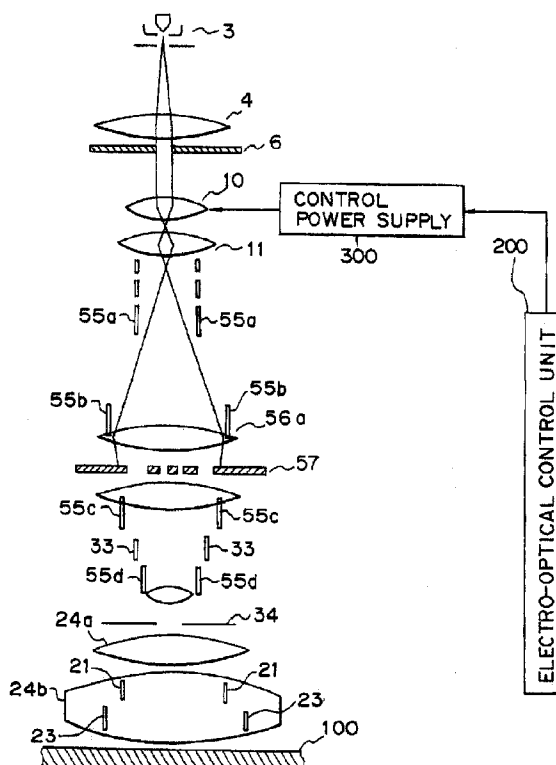 3
4
6
10
CONTROL
POWER SUPPLY
300
11
200
55a
55a
ELECTRO-OPTICAL CONTROL UNIT
55b
55b
56a
57
55c
55c
33
33
55d
55d
24a
34
21
21
24b
23
23
100